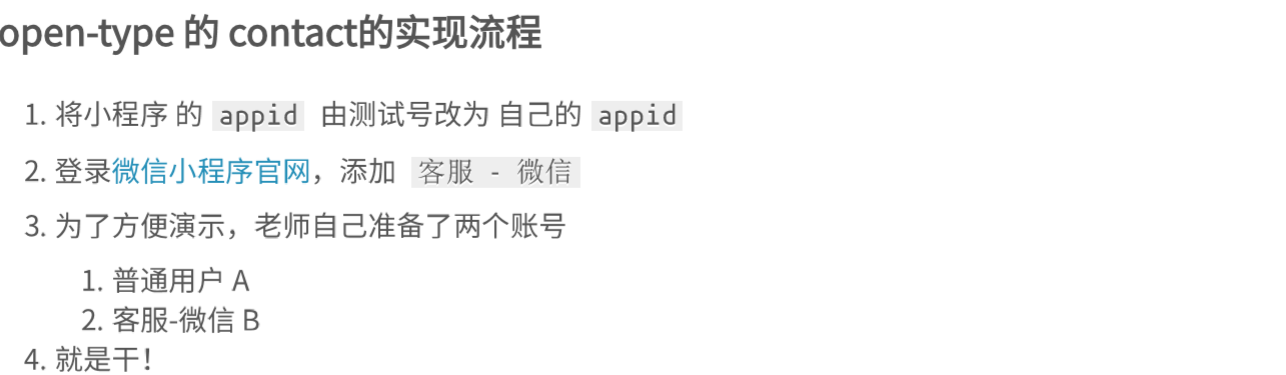 open-type 的 contact的实现流程
1. 将小程序 的 appid 由测试号改为 自己的 appid
2. 登录微信小程序官网，添加 客服 - 微信
3. 为了方便演示，老师自己准备了两个账号
1. 普通用户 A
2. 客服-微信 B
4. 就是干！